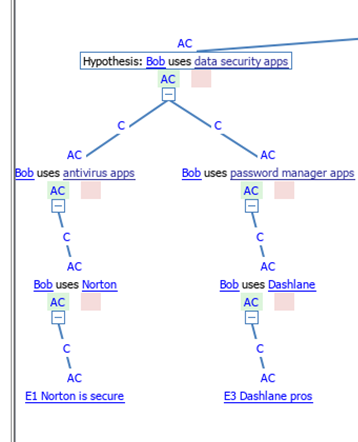 AC
Hypothesis: Bob uses data security apps
AC
C C
AC AC
Bob uses antivirus apps Bob uses password manager apps
AC AC
C C
AC AC
Bob uses Norton Bob uses Dashlane
AC AC
C C
AC AC
E1 Norton is secure E3 Dashlane pros